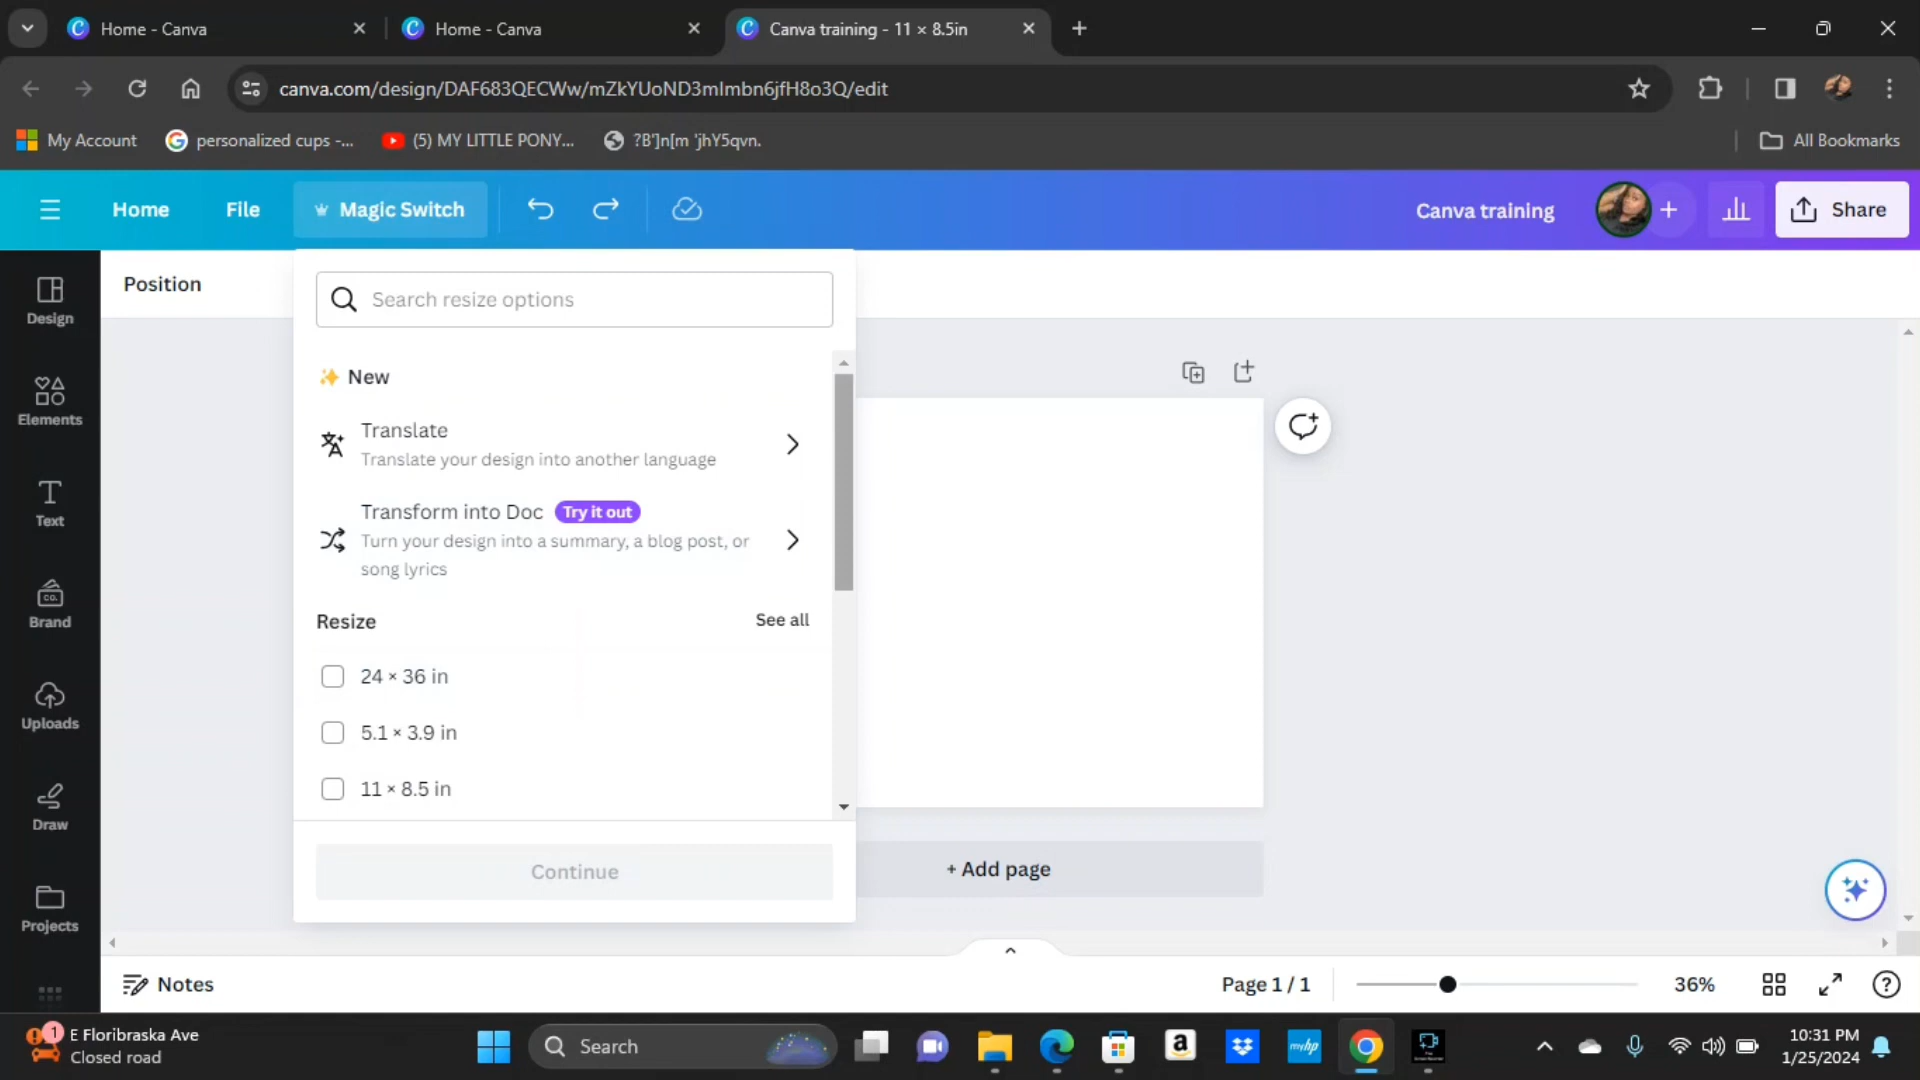 Home - Canva
Home - Canva
Canva training - 11 × 8.5in
canva.com/design/DAF683QECWw/mZkYUoND3mImbn6jfH8o3Q/edit
My Account
personalized cups -...
(5) MY LITTLE PONY...
?B']n[m 'jhY5qvn.
All Bookmarks
Home
File
Magic Switch
Canva training
Share
Position
Design
Elements
Text
CO.
Brand
Uploads
Draw
Projects
Search resize options
New
Translate
Translate your design into another language
Transform into Doc Try it out
Turn your design into a summary, a blog post, or
song lyrics
Resize See all
24 × 36 in
5.1 × 3.9 in
11 × 8.5 in
Continue
+ Add page
Notes
Page 1 / 1
36%
1
E Floribraska Ave
Closed road
Search
a
myhp
10:31 PM
1/25/2024